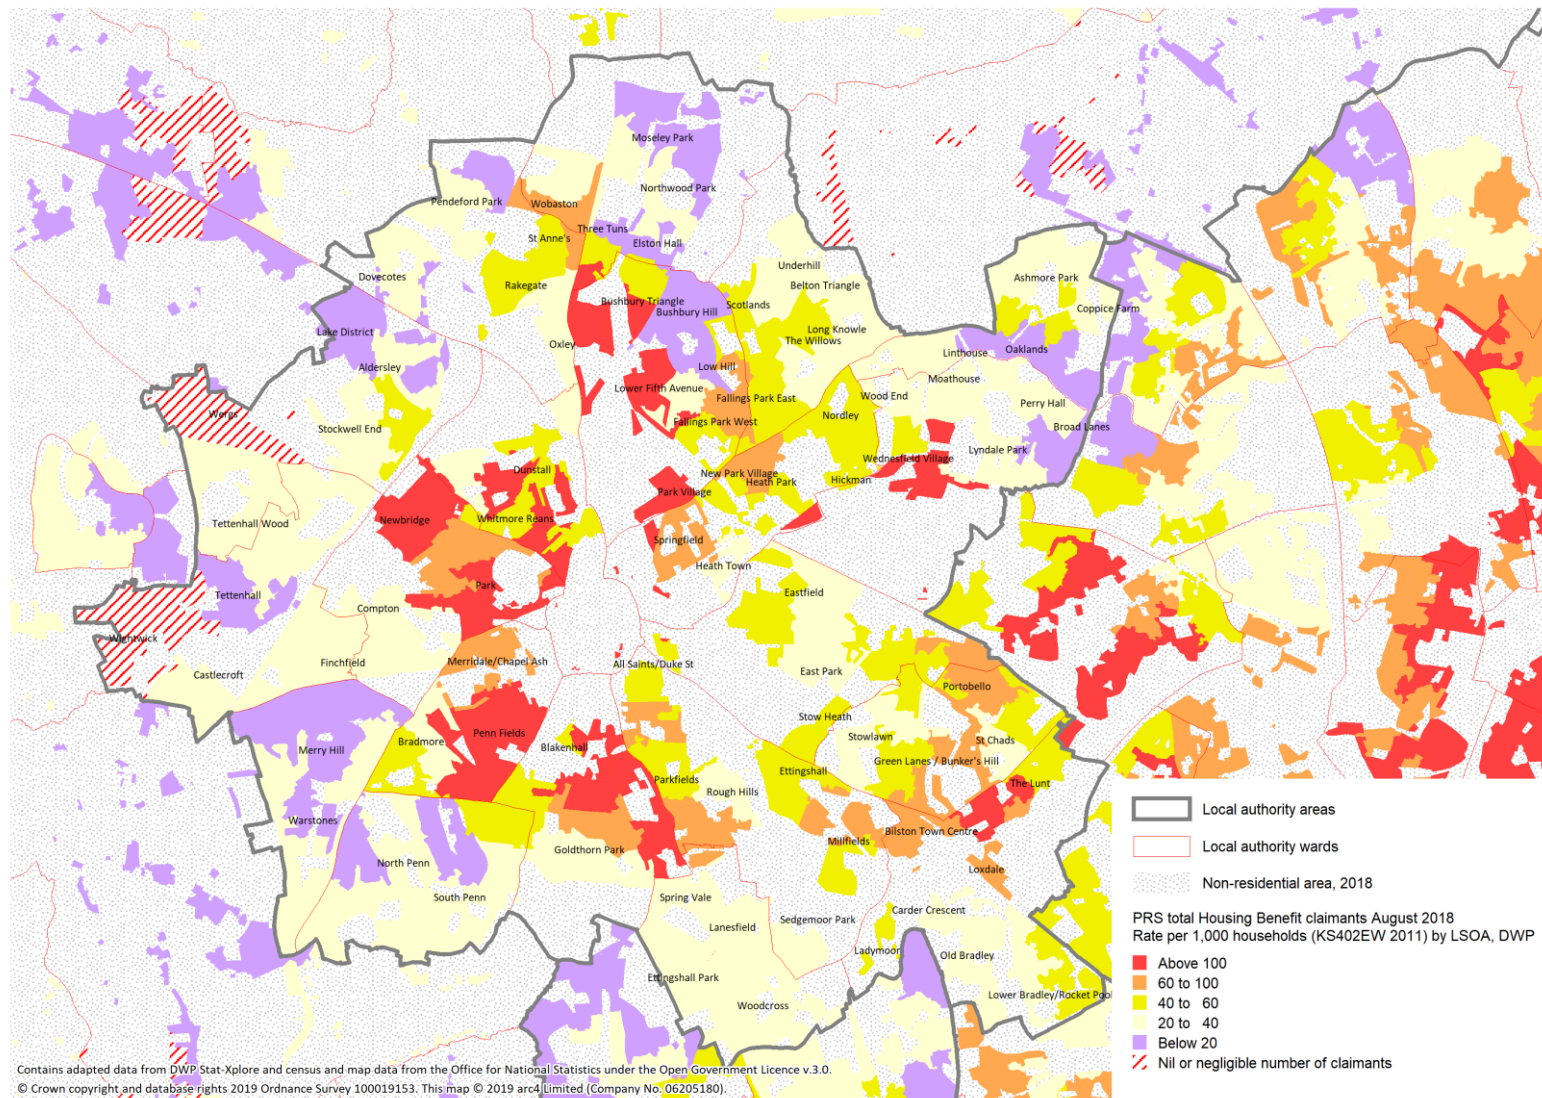 Moseley Park
Northwood Park
Pendeford Park
Wobaston
Three Tuns
St Anne's
Elston Hall
Underhill
Dovecotes
Rakegate
Belton Triangle
Ashmore Park
Bushbury Triangle
Scotlands
Coppice Farm
Bushbury Hill
Lake District
Long Knowle
Oxley
The Willows
Linthouse
Oaklands
Aldersley
Low Hill
Moathouse
Lower Fifth Avenue
Fallings Park East
Wood End
Perry Hall
Wergs
Nordley
Stockwell End
Fallings Park West
Broad Lanes
Lyndale Park
Wednesfield Village
Dunstall
New Park Village
Heath Park
Hickman
Park Village
Newbridge
Whitmore Reans
Tettenhall Wood
Springfield
Heath Town
Park
Eastfield
Tettenhall
Compton
Wightwick
Finchfield
Merridale/Chapel Ash
All Saints/Duke St
Castlecroft
East Park
Portobello
Stow Heath
Penn Fields
Stowlawn
St Chads
Bradmore
Blakenhall
Merry Hill
Green Lanes / Bunker's Hill
Ettingshall
Parkfields
The Lunt
Rough Hills
Warstones
Bilston Town Centre
Millfields
Goldthorn Park
North Penn
Loxdale
South Penn
Spring Vale
Carder Crescent
Sedgemoor Park
Lanesfield
Ladymoor
Old Bradley
Ettingshall Park
Lower Bradley/Rocket Pool
Woodcross
Local authority areas
Local authority wards
Non-residential area, 2018
PRS total Housing Benefit claimants August 2018
Rate per 1,000 households (KS402EW 2011) by LSOA, DWP
Above 100
60 to 100
40 to 60
20 to 40
Below 20
Nil or negligible number of claimants
Contains adapted data from DWP Stat-Xplore and census and map data from the Office for National Statistics under the Open Government Licence v.3.0.
© Crown copyright and database rights 2019 Ordnance Survey 100019153. This map © 2019 arc4 Limited (Company No. 06205180).